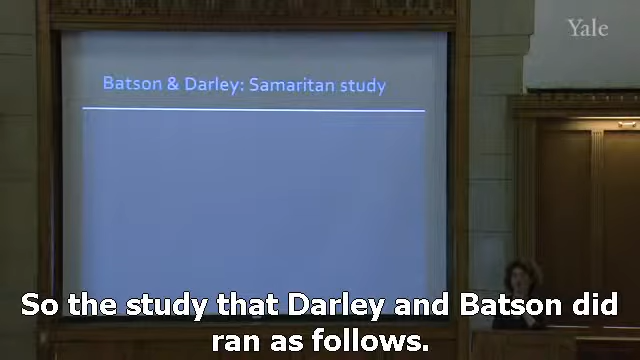 Yale
Batson & Darley: Samaritan study
So the study that Darley and Batson did
ran as follows.